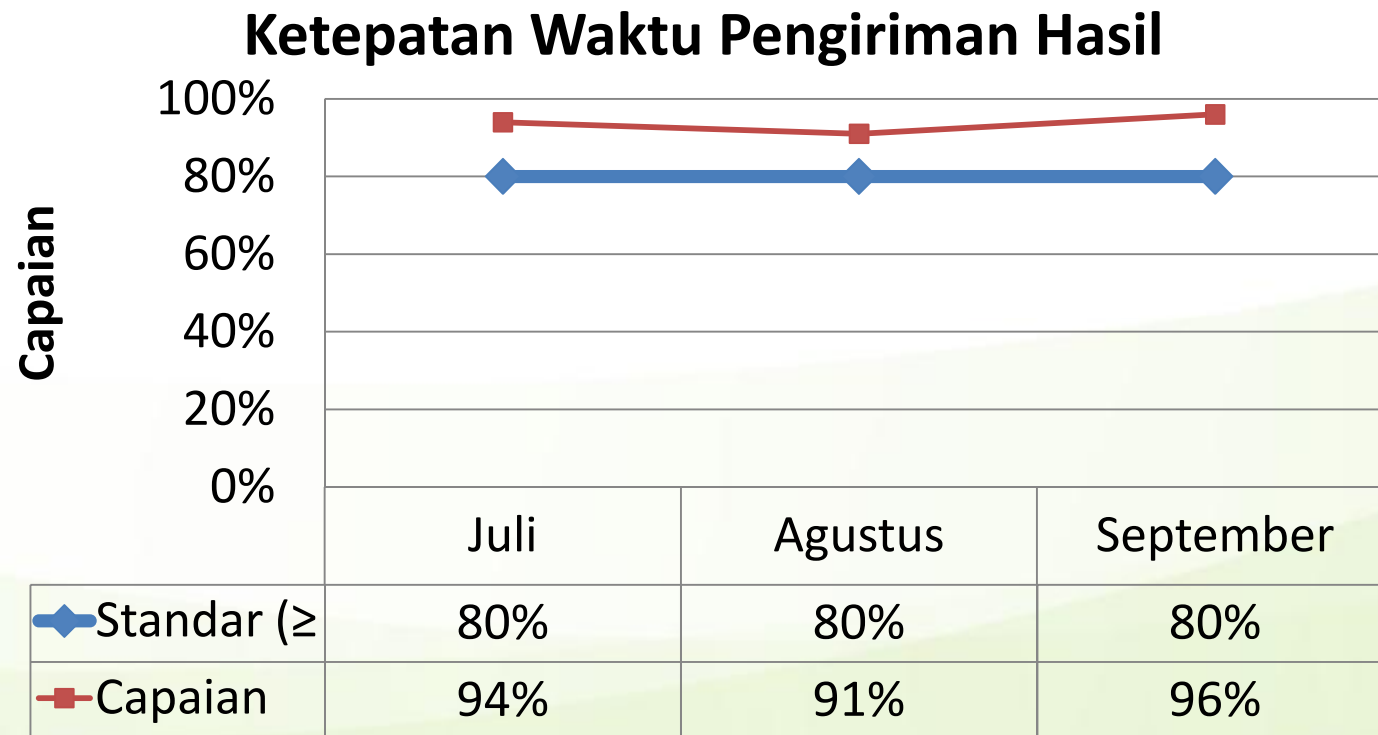 Ketepatan Waktu Pengiriman Hasil
Capaian
100%
80%
60%
40%
20%
0%
Juli Agustus September
Standar (≥ 80% 80% 80%
Capaian 94% 91% 96%